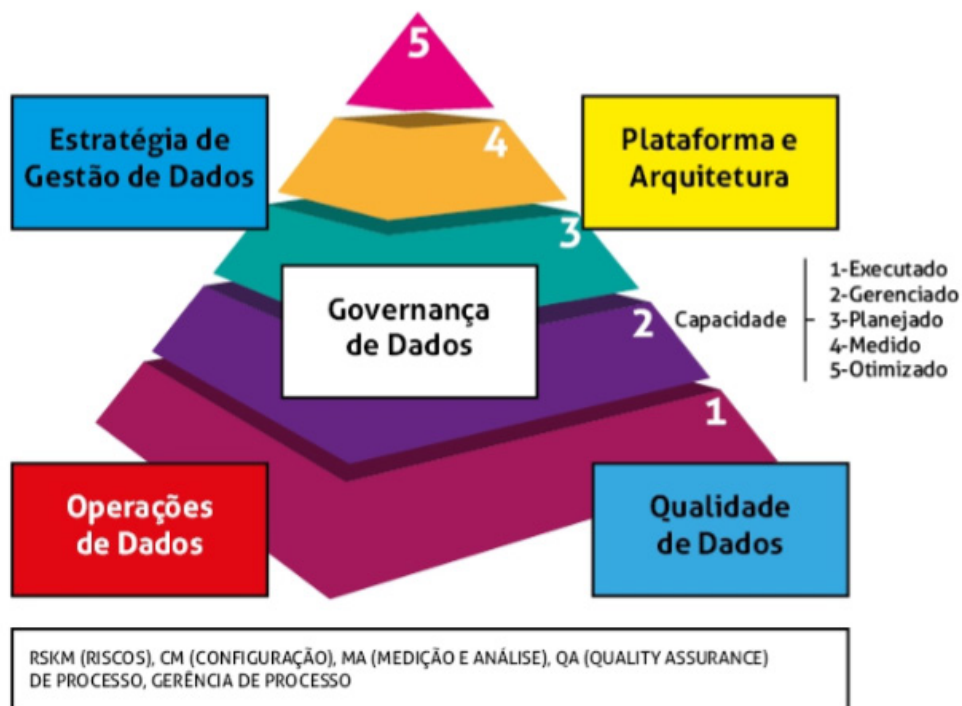 5
4
3
2
1
Estratégia de
Gestão de Dados
Plataforma e
Arquitetura
Governança
de Dados
Capacidade
1-Executado
2-Gerenciado
3-Planejado
4-Medido
5-Otimizado
Operações
de Dados
Qualidade
de Dados
RSKM (RISCOS), CM (CONFIGURAÇÃO), MA (MEDIÇÃO E ANÁLISE), QA (QUALITY ASSURANCE)
DE PROCESSO, GERÊNCIA DE PROCESSO